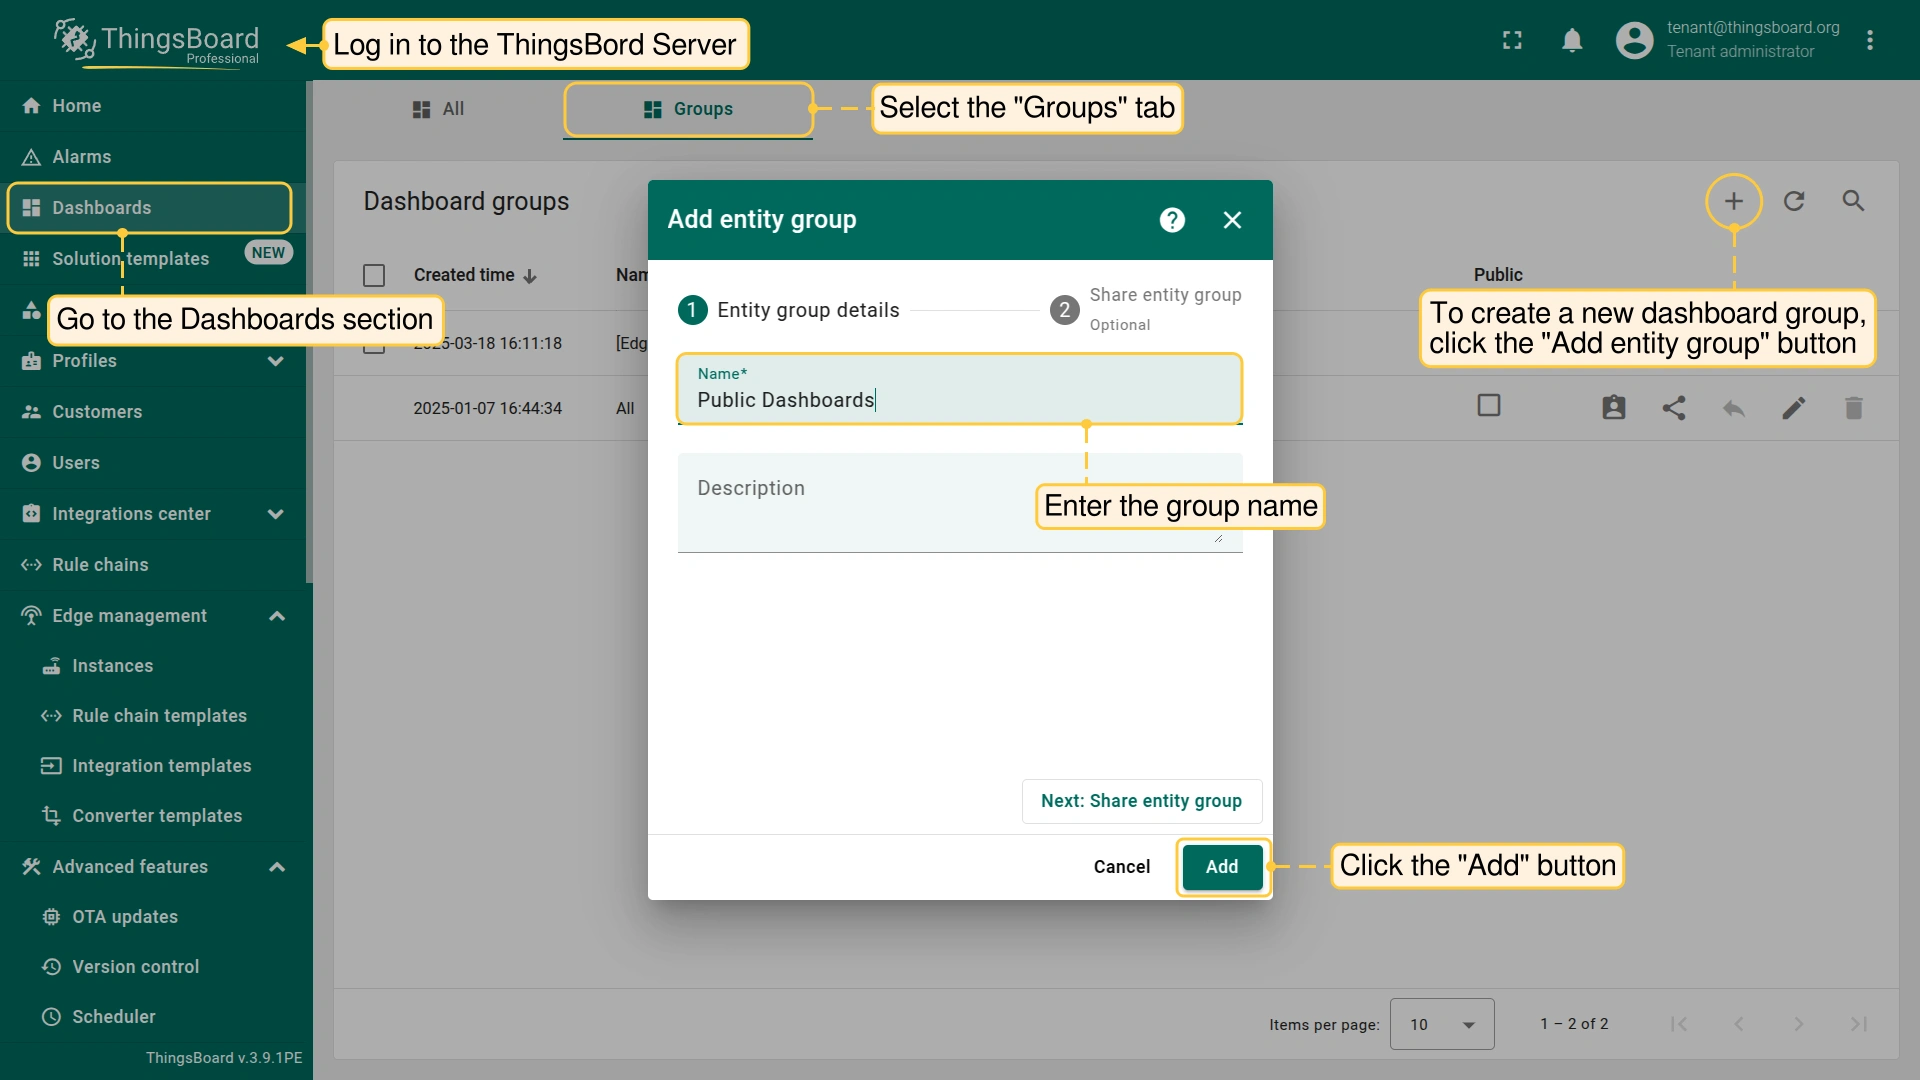 ThingsBoard
Professional
Log in to the ThingsBord Server
tenant@thingsboard.org
Tenant administrator
Home
Alarms
Dashboards
Solution templates
NEW
Go to the Dashboards section
Profiles
Customers
Users
Integrations center
Rule chains
Edge management
Instances
Rule chain templates
Integration templates
Converter templates
Advanced features
OTA updates
Version control
Scheduler
ThingsBoard v.3.9.1PE
All
Groups
Select the "Groups" tab
Dashboard groups
Created time
Nam
Public
To create a new dashboard group,
click the "Add entity group" button
2025-03-18 16:11:18
[Edg
2025-01-07 16:44:34
All
Add entity group
?
1
Entity group details
2
Share entity group
Optional
Name*
Public Dashboards
Description
Enter the group name
Next: Share entity group
Cancel
Add
Click the "Add" button
Items per page:
10
1 – 2 of 2